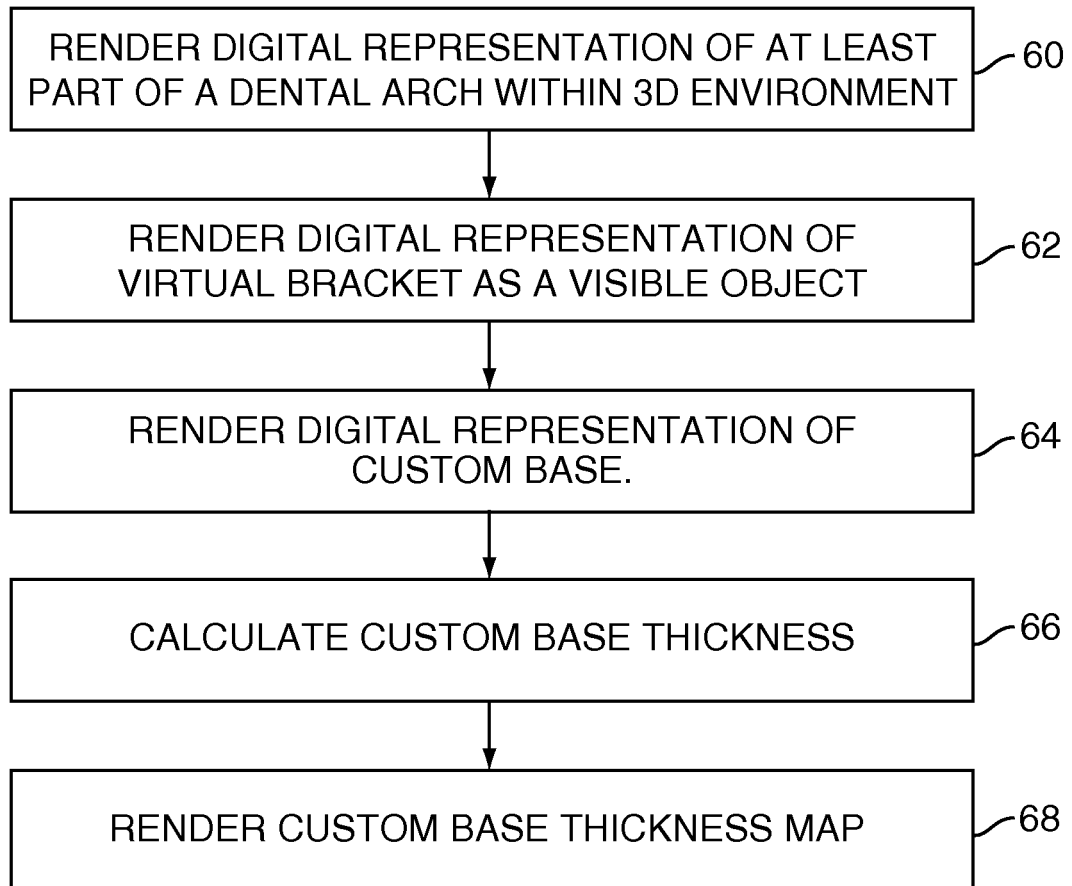 RENDER DIGITAL REPRESENTATION OF AT LEAST
PART OF A DENTAL ARCH WITHIN 3D ENVIRONMENT
60
RENDER DIGITAL REPRESENTATION OF
VIRTUAL BRACKET AS A VISIBLE OBJECT
62
RENDER DIGITAL REPRESENTATION OF
CUSTOM BASE.
64
CALCULATE CUSTOM BASE THICKNESS
66
RENDER CUSTOM BASE THICKNESS MAP
68